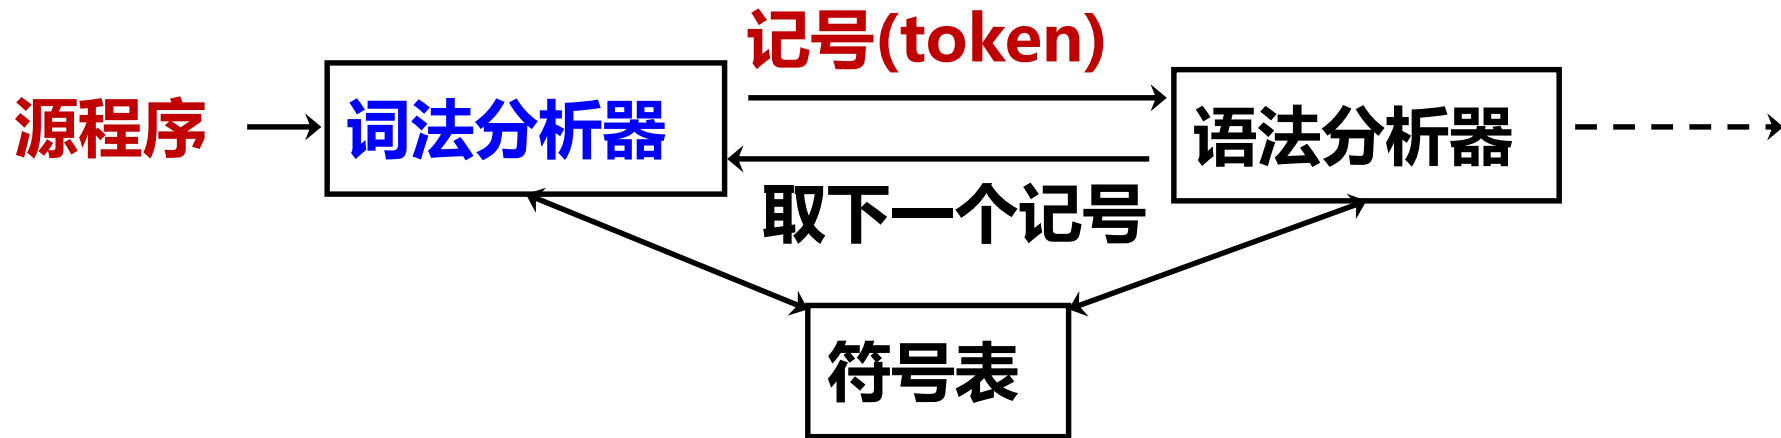 记号(token)
源程序
词法分析器
语法分析器
取下一个记号
符号表